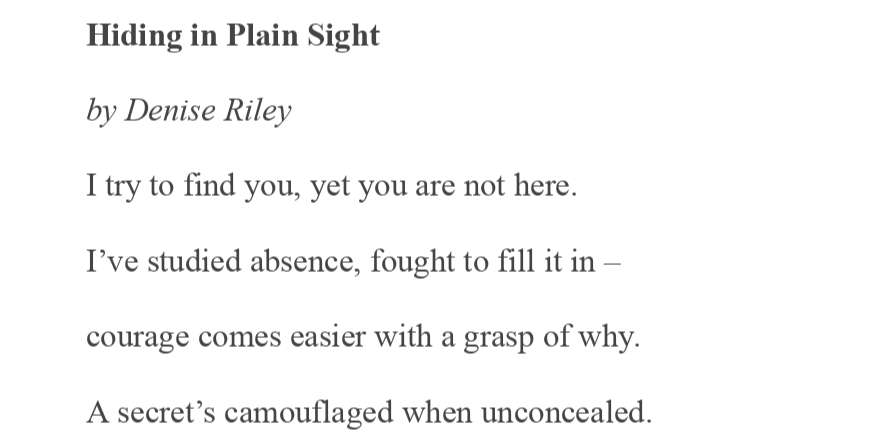 Hiding in Plain Sight
by Denise Riley
I try to find you, yet you are not here.
I’ve studied absence, fought to fill it in –
courage comes easier with a grasp of why.
A secret’s camouflaged when unconcealed.